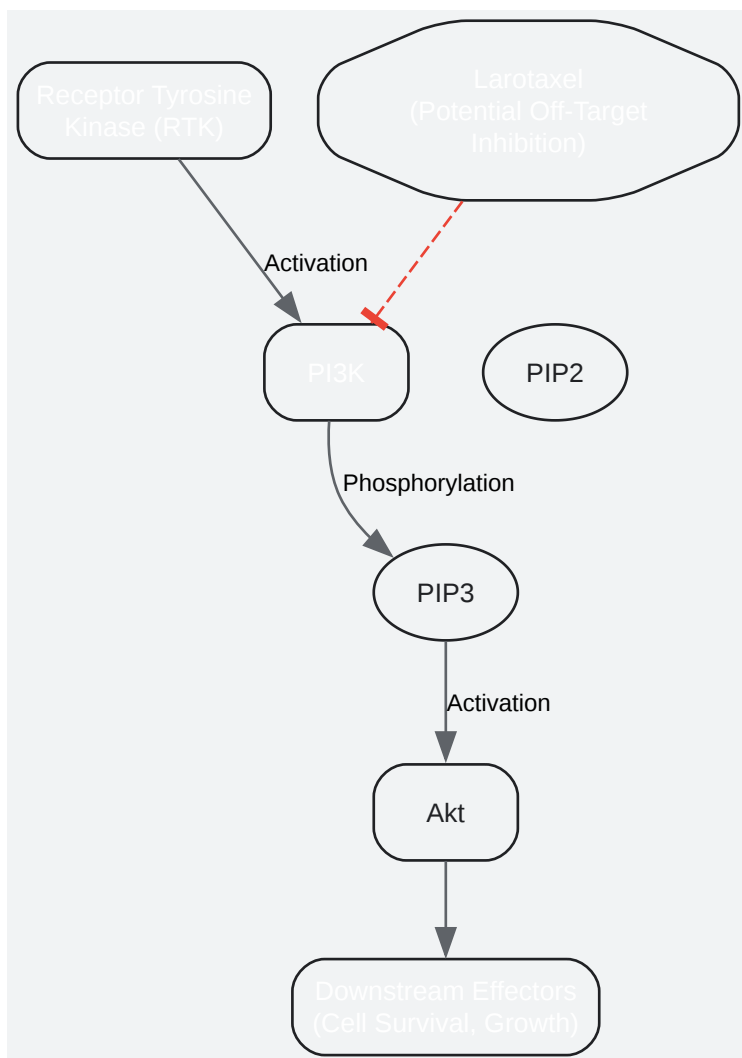 Receptor Tyrosine
Kinase (RTK)
Larotaxel
(Potential Off-Target
Inhibition)
Activation
PI3K
PIP2
Phosphorylation
PIP3
Activation
Akt
Downstream Effectors
(Cell Survival, Growth)